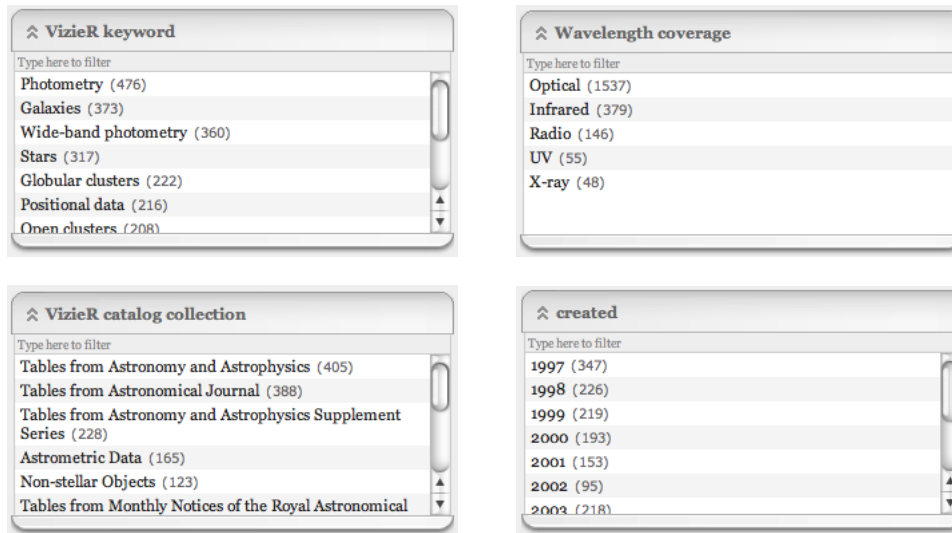 VizieR keyword
Type here to filter
Photometry (476)
Galaxies (373)
Wide-band photometry (360)
Stars (317)
Globular clusters (222)
Positional data (216)
Open clusters (208)
Wavelength coverage
Type here to filter
Optical (1537)
Infrared (379)
Radio (146)
UV (55)
X-ray (48)
VizieR catalog collection
Type here to filter
Tables from Astronomy and Astrophysics (405)
Tables from Astronomical Journal (388)
Tables from Astronomy and Astrophysics Supplement
Series (228)
Astrometric Data (165)
Non-stellar Objects (123)
Tables from Monthly Notices of the Royal Astronomical
created
Type here to filter
1997 (347)
1998 (226)
1999 (219)
2000 (193)
2001 (153)
2002 (95)
2003 (218)